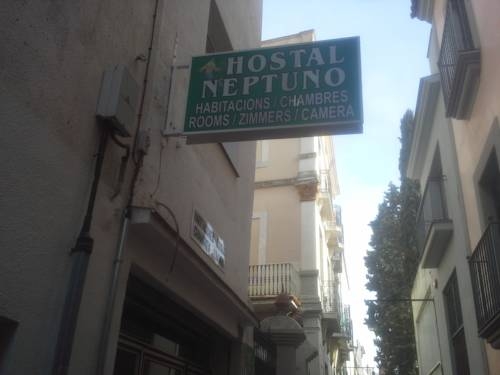 HOSTAL
NEPTUNO
HABITACIONS / CHAMBRES
ROOMS / ZIMMERS / CAMERA